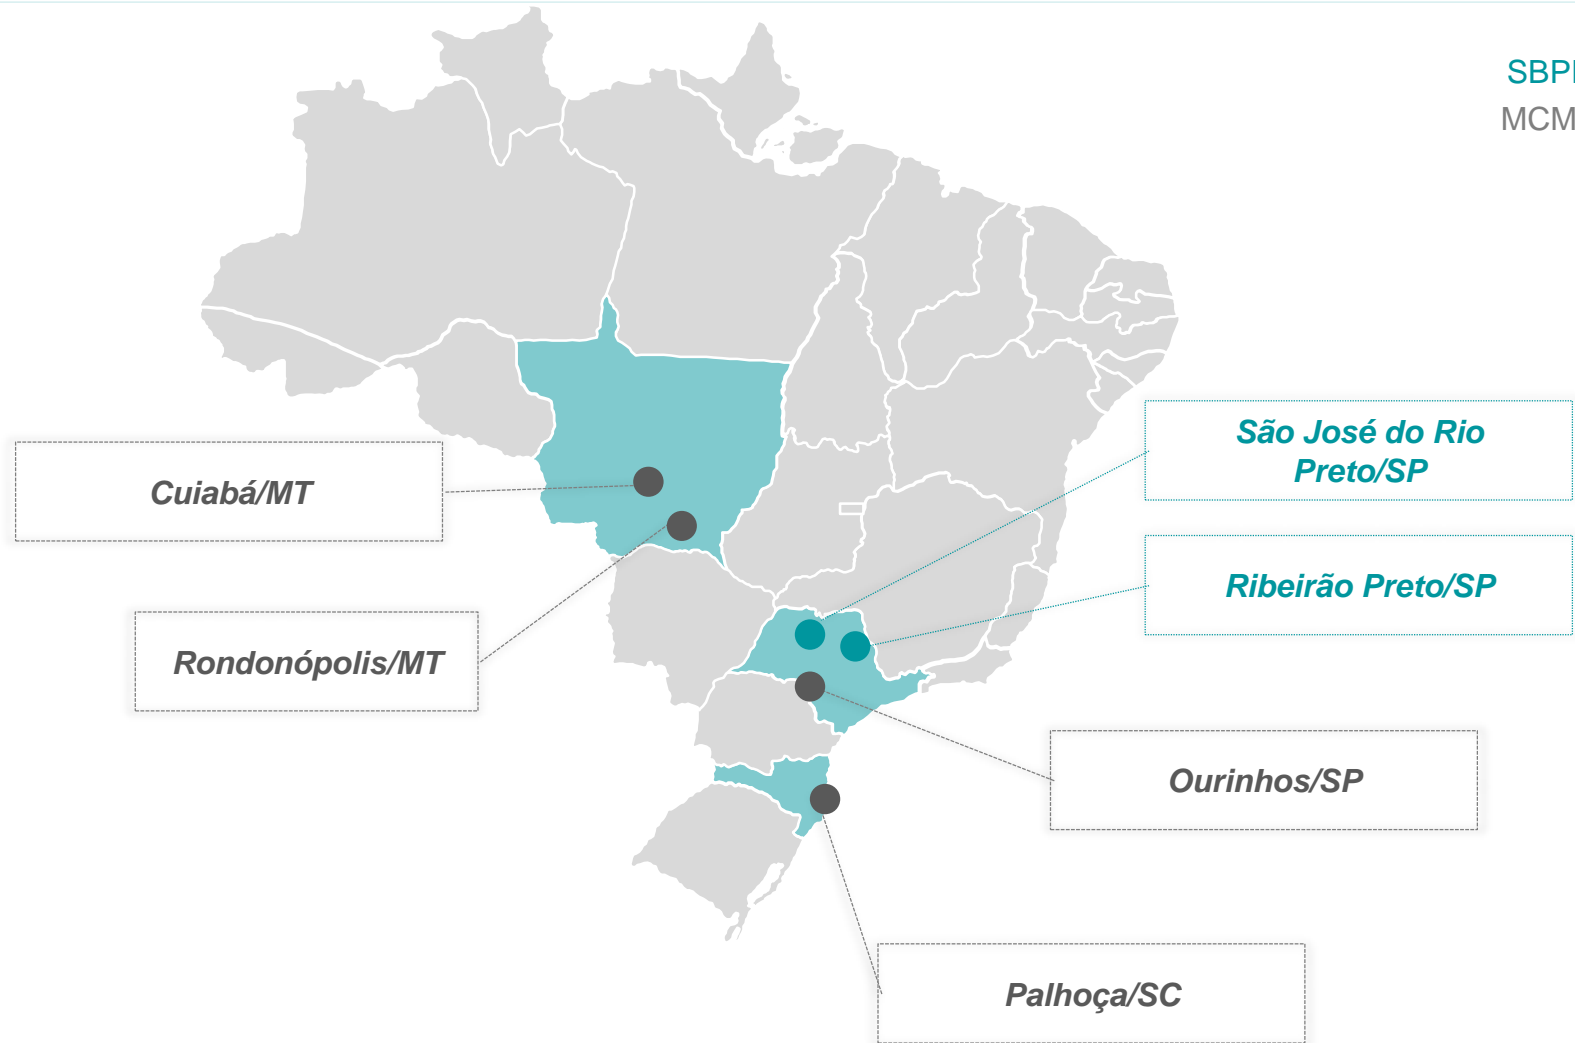 SBP
MCM
São José do Rio
Preto/SP
Cuiabá/MT
Ribeirão Preto/SP
Rondonópolis/MT
Ourinhos/SP
Palhoça/SC